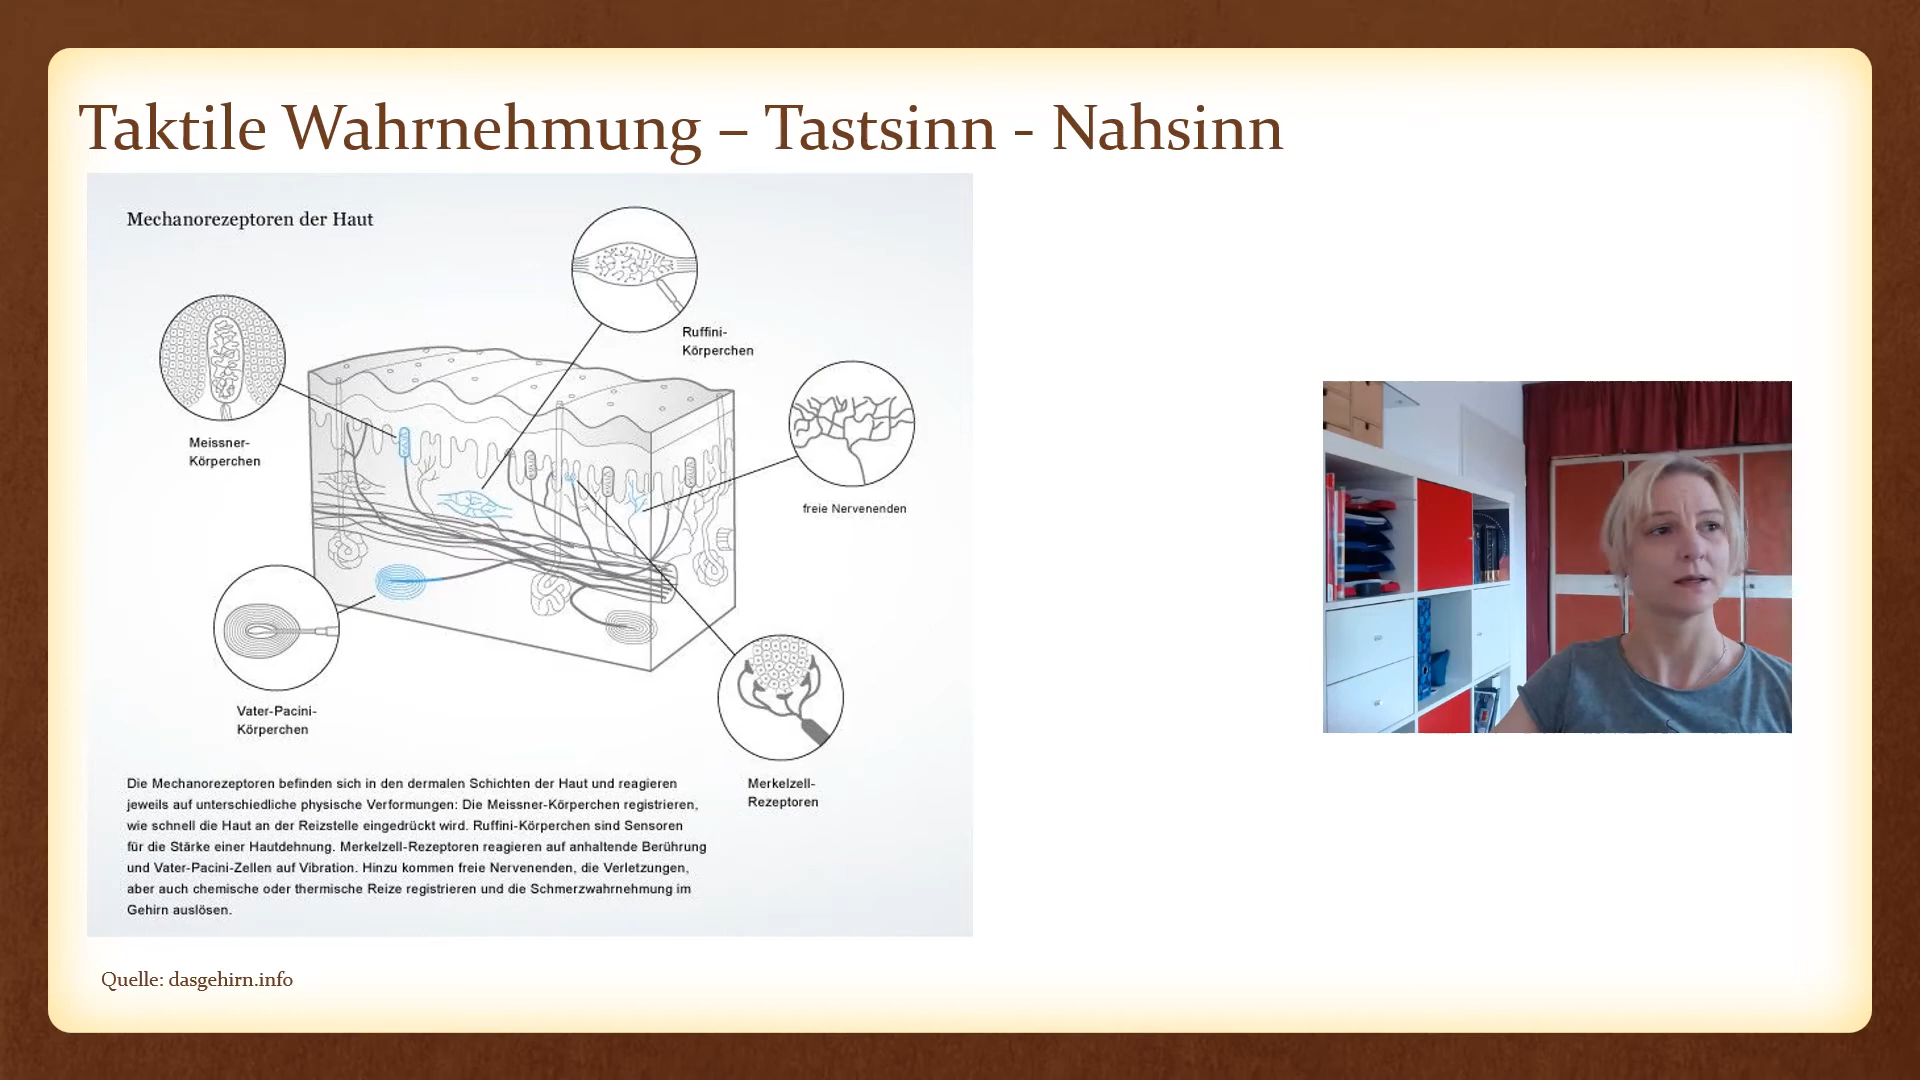 Taktile Wahrnehmung – Tastsinn - Nahsinn
Mechanorezeptoren der Haut
Ruffini-
Körperchen
Meissner-
Körperchen
freie Nervenenden
Vater-Pacini-
Körperchen
Merkelzell-
Rezeptoren
Die Mechanorezeptoren befinden sich in den dermalen Schichten der Haut und reagieren
jeweils auf unterschiedliche physische Verformungen: Die Meissner-Körperchen registrieren,
wie schnell die Haut an der Reizstelle eingedrückt wird. Ruffini-Körperchen sind Sensoren
für die Stärke einer Hautdehnung. Merkelzell-Rezeptoren reagieren auf anhaltende Berührung
und Vater-Pacini-Zellen auf Vibration. Hinzu kommen freie Nervenenden, die Verletzungen,
aber auch chemische oder thermische Reize registrieren und die Schmerzwahrnehmung im
Gehirn auslösen.
Quelle: dasgehirn.info